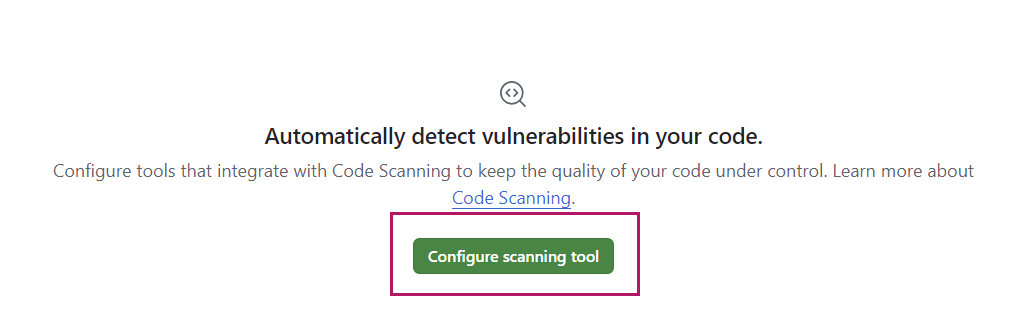 Automatically detect vulnerabilities in your code.
Configure tools that integrate with Code Scanning to keep the quality of your code under control. Learn more about
Code Scanning.
Configure scanning tool